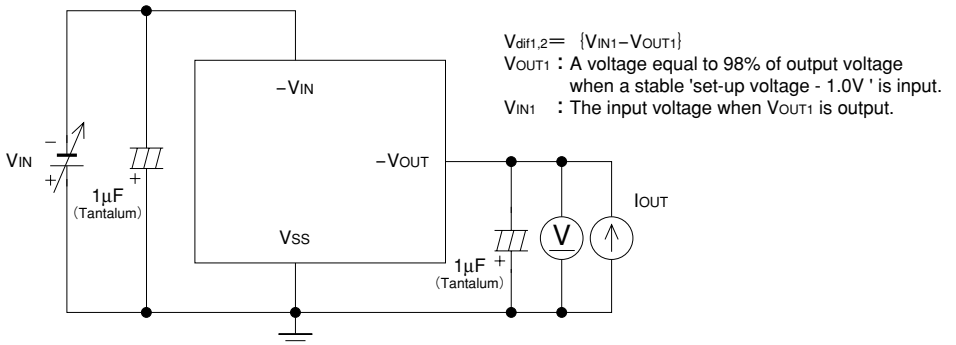 Vdif1,2＝ {VIN1−VOUT1}
VOUT1 : A voltage equal to 98% of output voltage
when a stable 'set-up voltage - 1.0V ' is input.
VIN1 : The input voltage when VOUT1 is output.
−VIN
−VOUT
VSS
VIN
−
+
+
1μF
(Tantalum)
+
1μF
(Tantalum)
V
IOUT